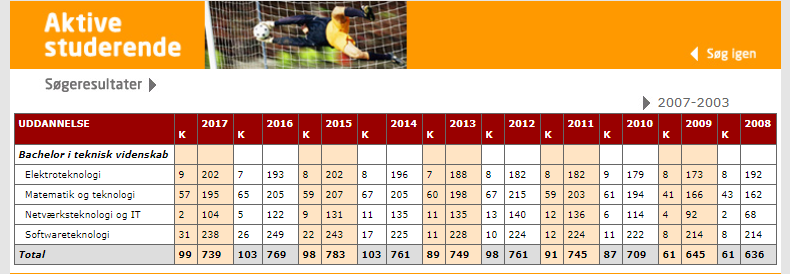 Aktive
studerende
Søg igen
Søgeresultater
2007-2003
UDDANNELSE K 2017 K 2016 K 2015 K 2014 K 2013 K 2012 K 2011 K 2010 K 2009 K 2008
Bachelor i teknisk videnskab
Elektroteknologi 9 202 7 193 8 202 8 196 7 188 8 182 8 182 9 179 8 173 8 192
Matematik og teknologi 57 195 65 205 59 207 67 205 60 198 67 215 59 203 61 194 41 166 43 162
Netværksteknologi og IT 2 104 5 122 9 131 11 135 11 135 13 140 12 136 6 114 4 92 2 68
Softwareteknologi 31 238 26 249 22 243 17 225 11 228 10 224 12 224 11 222 8 214 8 214
Total 99 739 103 769 98 783 103 761 89 749 98 761 91 745 87 709 61 645 61 636